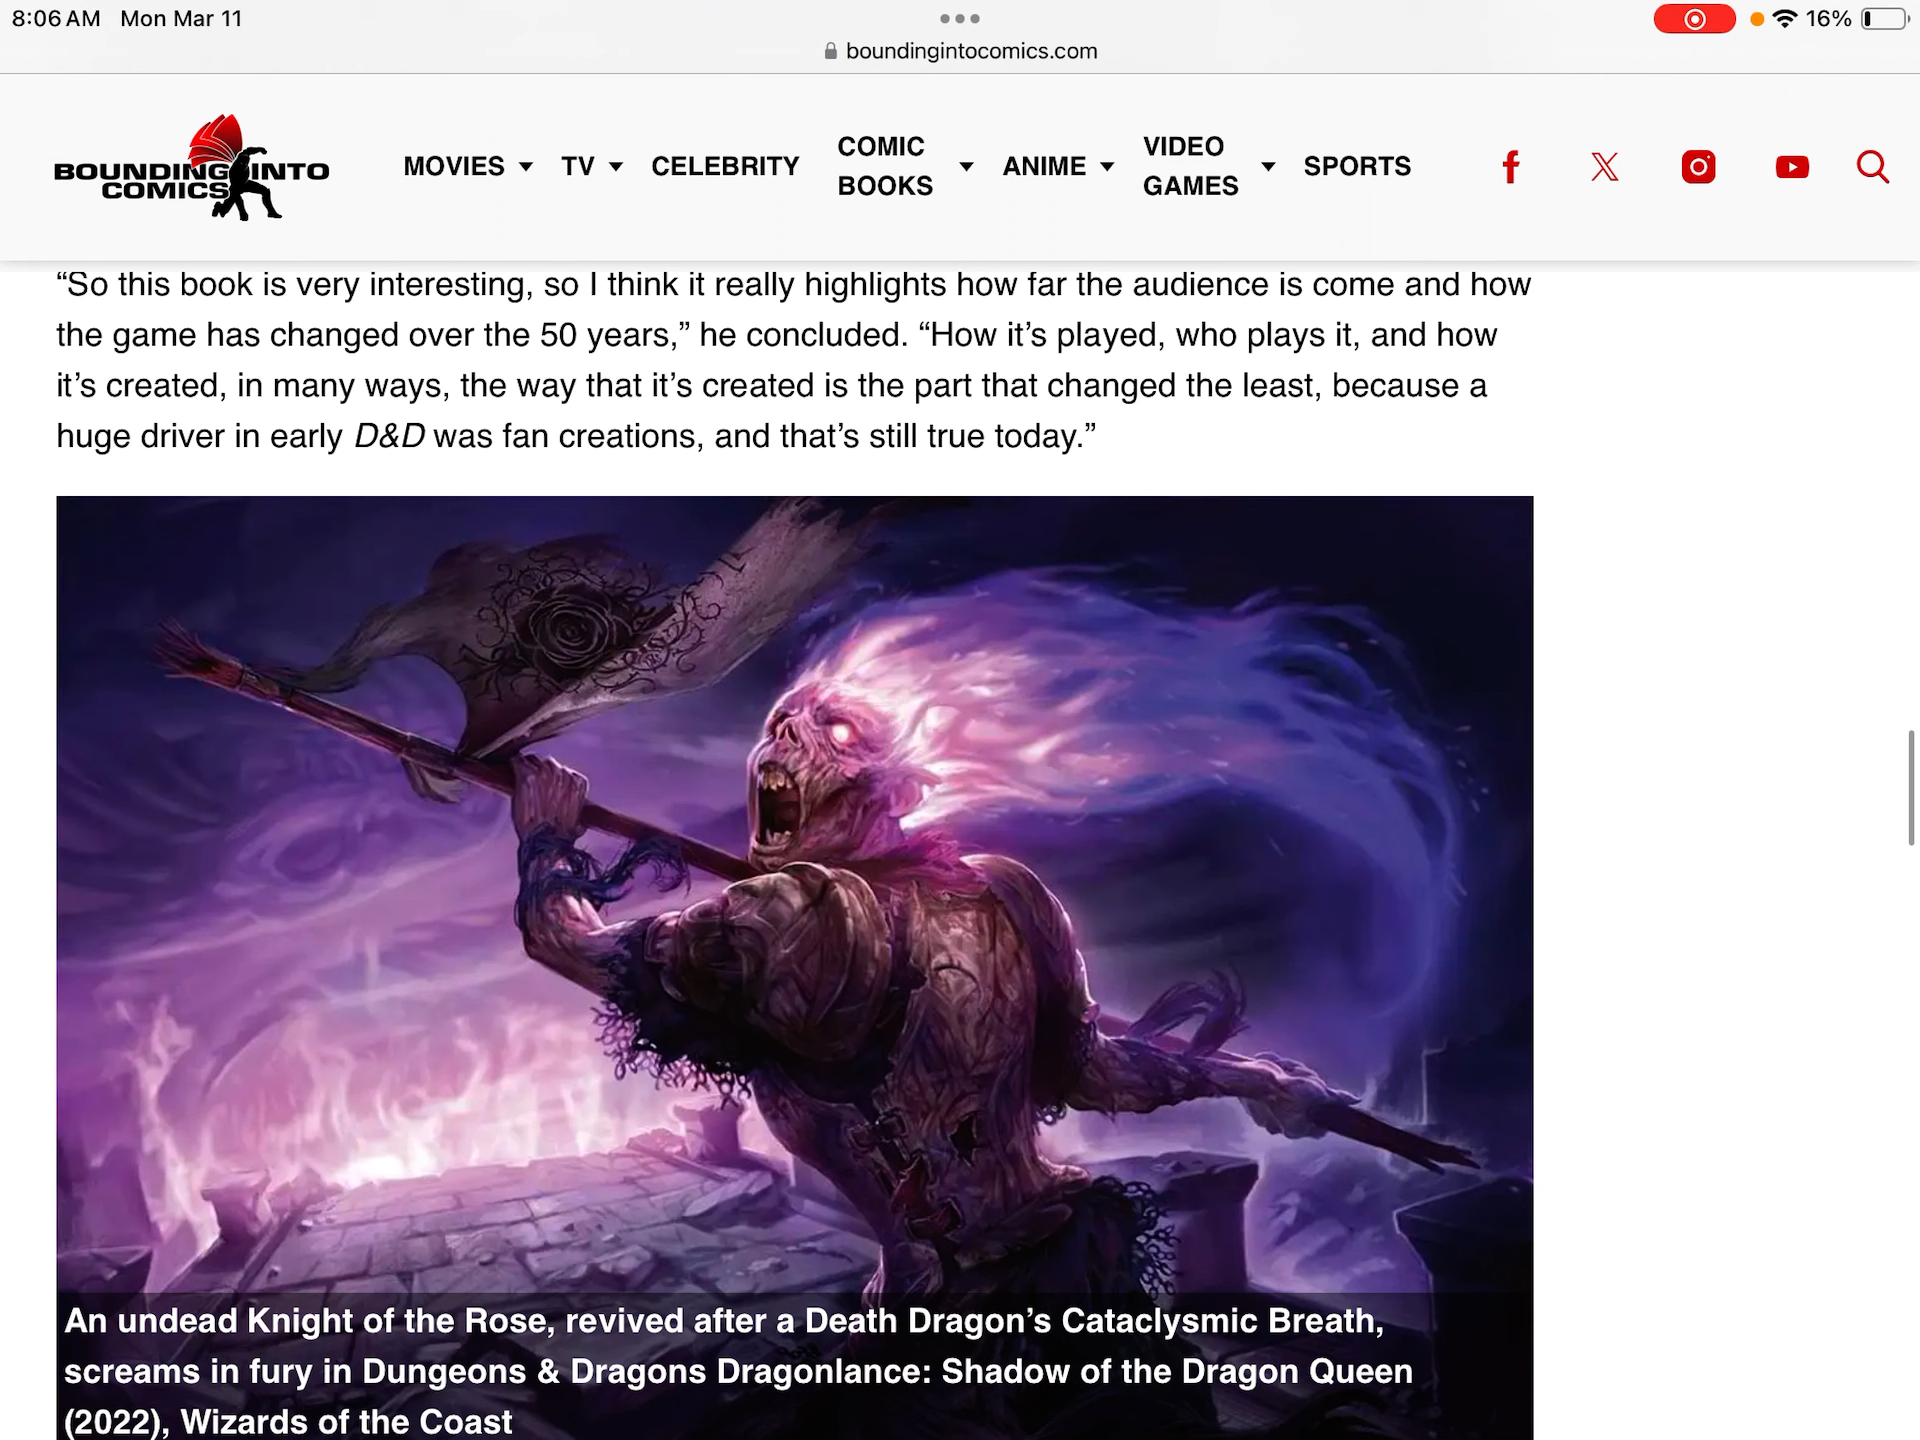 8:06 AM Mon Mar 11
16%
boundingintocomics.com
BOUNDING INTO
COMICS
MOVIES TV CELEBRITY COMIC BOOKS ANIME VIDEO GAMES SPORTS
“So this book is very interesting, so I think it really highlights how far the audience is come and how
the game has changed over the 50 years,” he concluded. “How it’s played, who plays it, and how
it’s created, in many ways, the way that it’s created is the part that changed the least, because a
huge driver in early D&D was fan creations, and that’s still true today.”
An undead Knight of the Rose, revived after a Death Dragon’s Cataclysmic Breath,
screams in fury in Dungeons & Dragons Dragonlance: Shadow of the Dragon Queen
(2022), Wizards of the Coast